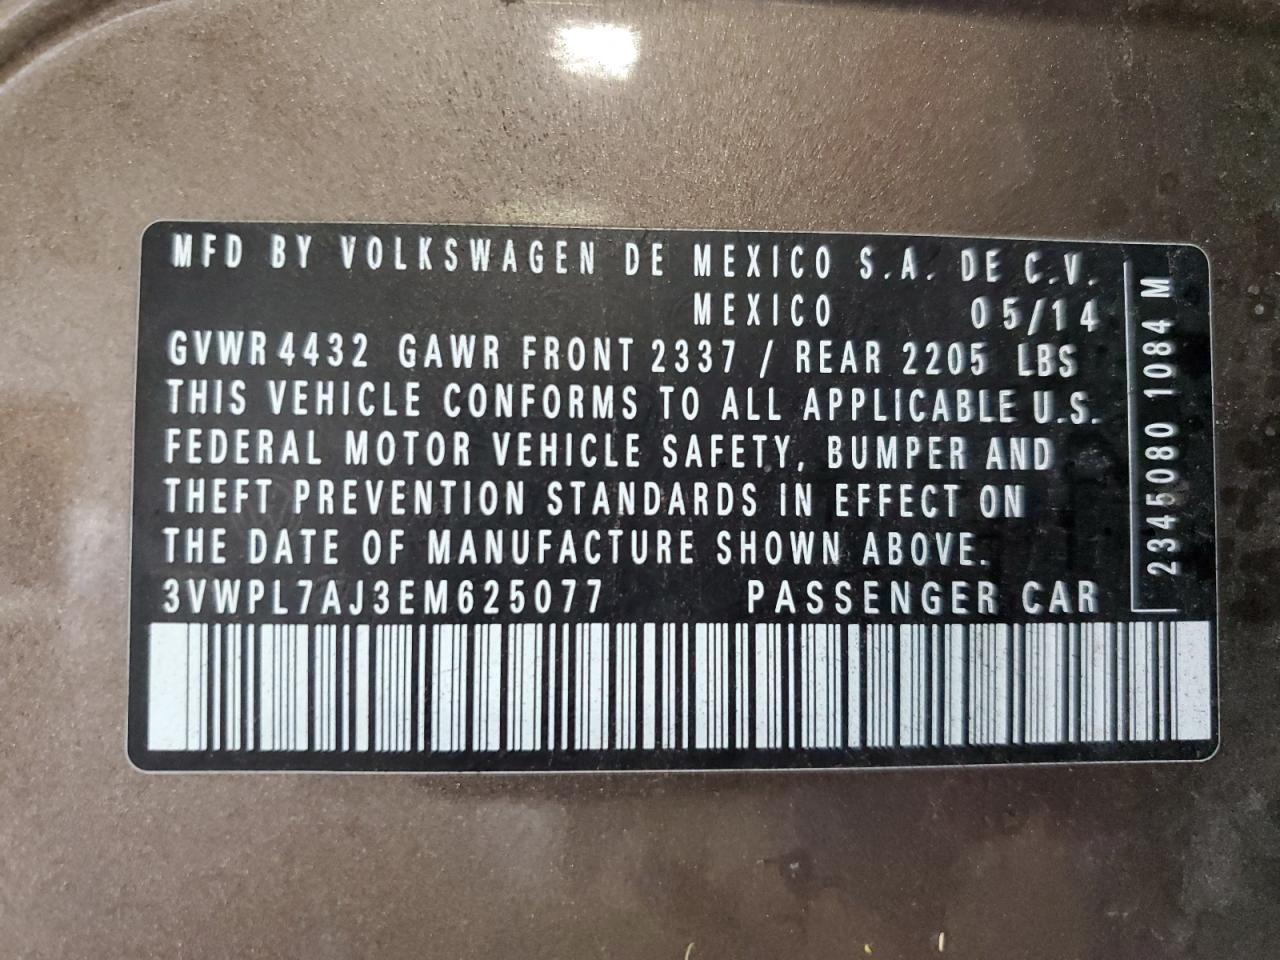 MFD BY VOLKSWAGEN DE MEXICO S.A. DE C.V.
MEXICO 05/14
GVWR 4432 GAWR FRONT 2337 / REAR 2205 LBS
THIS VEHICLE CONFORMS TO ALL APPLICABLE U.S.
FEDERAL MOTOR VEHICLE SAFETY, BUMPER AND
THEFT PREVENTION STANDARDS IN EFFECT ON
THE DATE OF MANUFACTURE SHOWN ABOVE.
3VWPL7AJ3EM625077 PASSENGER CAR
2345080 1084 M